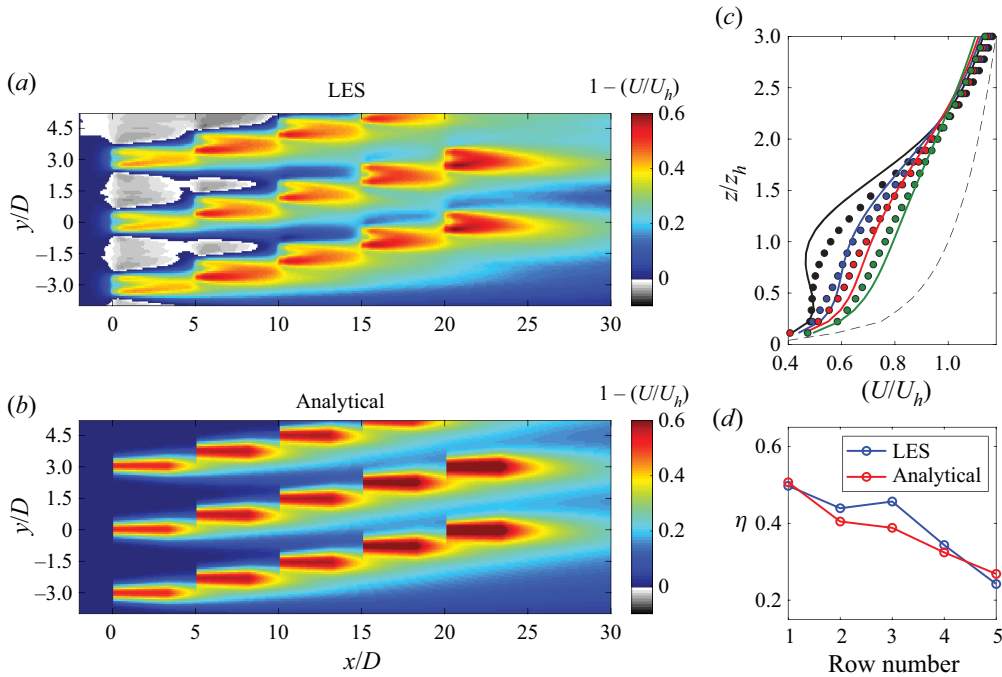 (a)
LES
1 – (U/U_h)
y/D
4.5
3.0
1.5
0
–1.5
–3.0
0 5 10 15 20 25 30
0.6
0.4
0.2
0
(b)
Analytical
1 – (U/U_h)
y/D
4.5
3.0
1.5
0
–1.5
–3.0
0 5 10 15 20 25 30
x/D
0.6
0.4
0.2
0
(c)
z/z_h
3.0
2.5
2.0
1.5
1.0
0.5
0
0.4 0.6 0.8 1.0
(U/U_h)
(d)
η
0.6
0.4
0.2
LES
Analytical
1 2 3 4 5
Row number